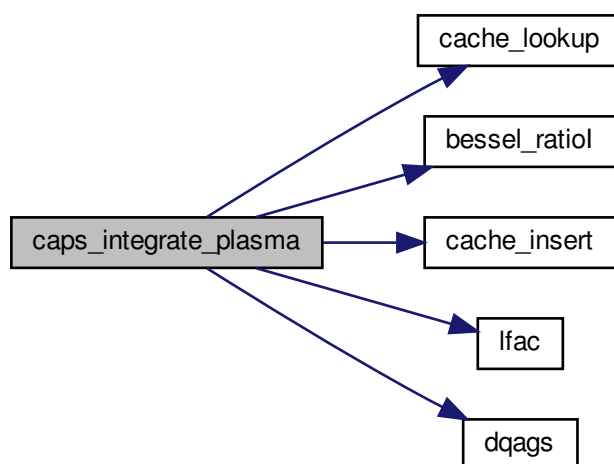 cache_lookup
bessel_ratioI
caps_integrate_plasma
cache_insert
lfac
dqags